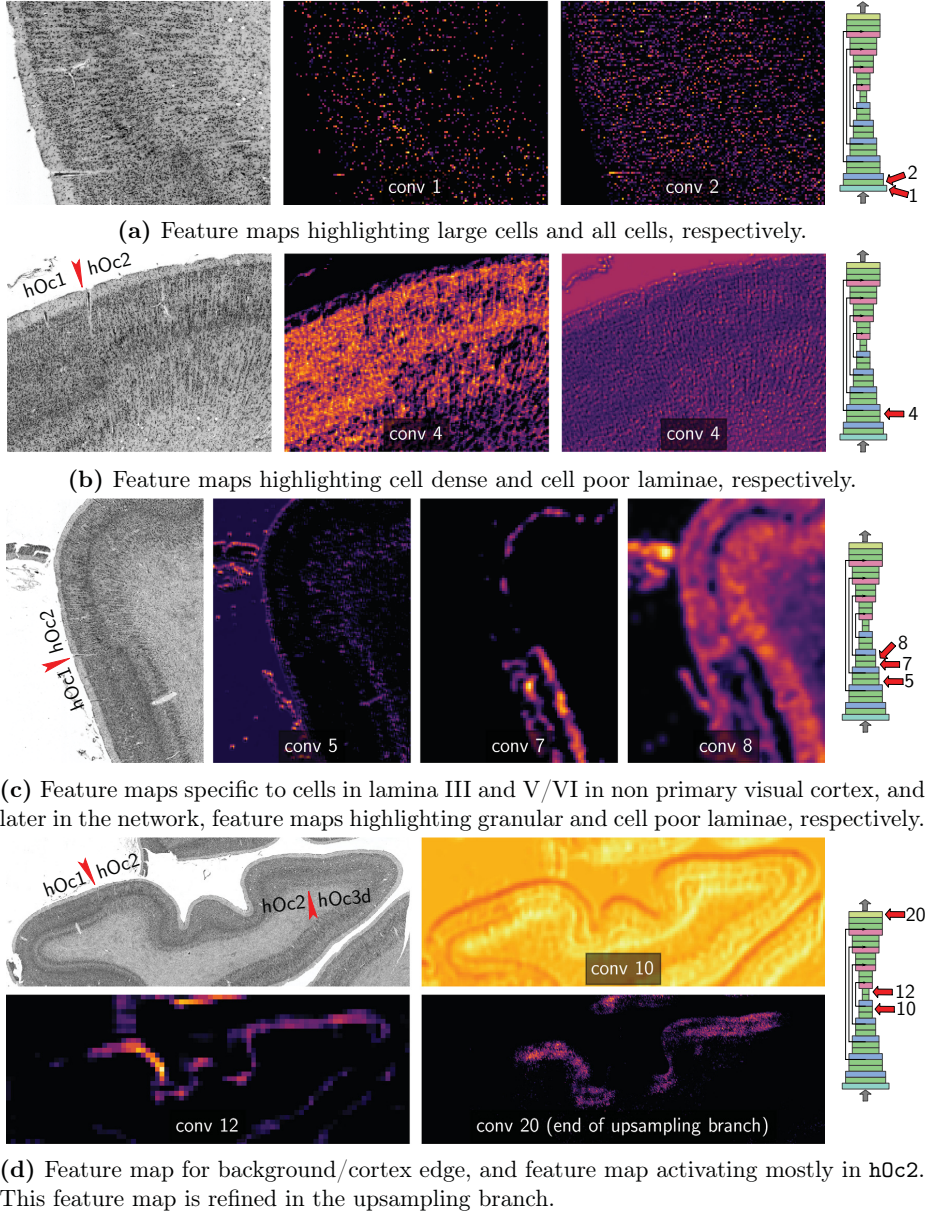 conv 1
conv 2
2
1
(a) Feature maps highlighting large cells and all cells, respectively.
hOc1 hOc2
conv 4
conv 4
4
(b) Feature maps highlighting cell dense and cell poor laminae, respectively.
hOc1 hOc2
conv 5
conv 7
conv 8
8
7
5
(c) Feature maps specific to cells in lamina III and V/VI in non primary visual cortex, and
later in the network, feature maps highlighting granular and cell poor laminae, respectively.
hOc1 hOc2
hOc2 hOc3d
conv 10
20
12
10
conv 12
conv 20 (end of upsampling branch)
(d) Feature map for background/cortex edge, and feature map activating mostly in hOc2.
This feature map is refined in the upsampling branch.